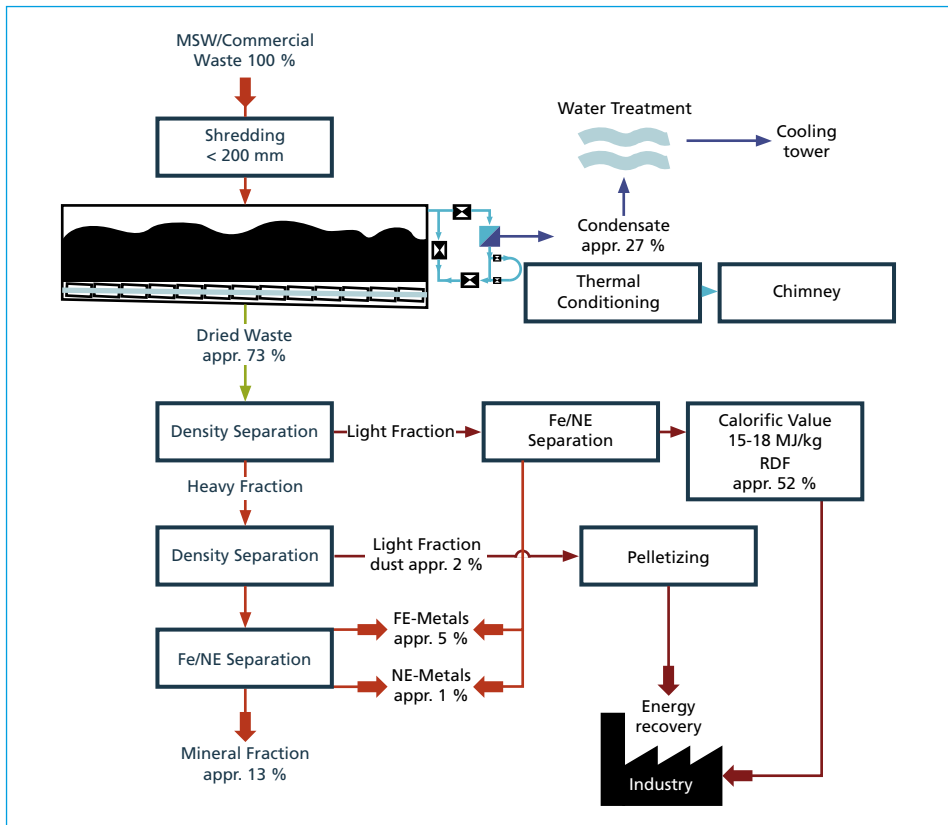 MSW/Commercial
Waste 100 %
Shredding
< 200 mm
Water Treatment
Cooling
tower
Condensate
appr. 27 %
Thermal
Conditioning
Chimney
Dried Waste
appr. 73 %
Density Separation
Light Fraction
Fe/NE
Separation
Calorific Value
15-18 MJ/kg
RDF
appr. 52 %
Heavy Fraction
Density Separation
Light Fraction
dust appr. 2 %
Pelletizing
FE-Metals
appr. 5 %
Fe/NE Separation
NE-Metals
appr. 1 %
Mineral Fraction
appr. 13 %
Energy
recovery
Industry